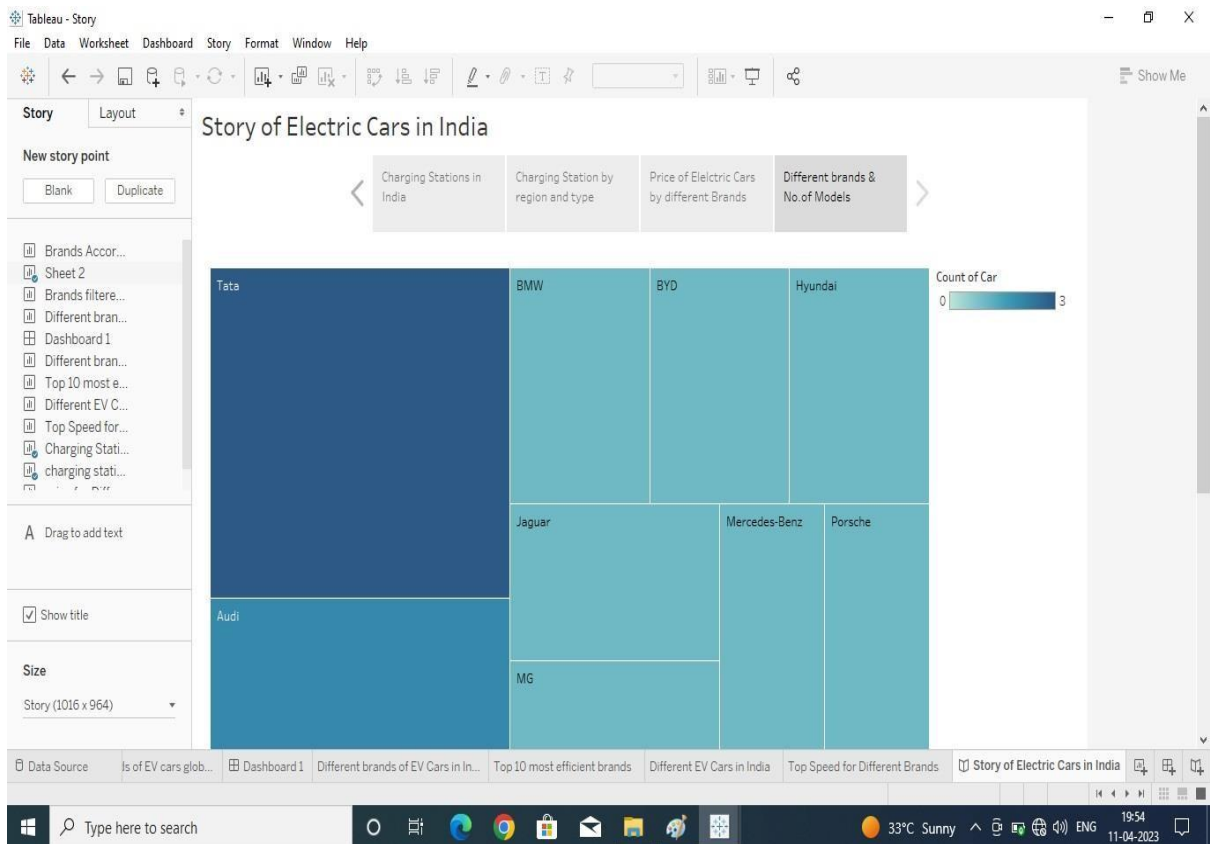 Tableau - Story
File Data Worksheet Dashboard Story Format Window Help
Show Me
Story Layout
New story point
Blank Duplicate
Brands Accor...
Sheet 2
Brands filtere...
Different bran...
Dashboard 1
Different bran...
Top 10 most e...
Different EV C...
Top Speed for...
Charging Stati...
charging stati...
A Drag to add text
Show title
Size
Story (1016 x 964)
Story of Electric Cars in India
Charging Stations in
India
Charging Station by
region and type
Price of Elelctric Cars
by different Brands
Different brands &
No.of Models
Tata
BMW
BYD
Hyundai
Jaguar
Mercedes-Benz
Porsche
Audi
MG
Count of Car
0 3
Data Source ls of EV cars glob... Dashboard 1 Different brands of EV Cars in In... Top 10 most efficient brands Different EV Cars in India Top Speed for Different Brands Story of Electric Cars in India
Type here to search
33°C Sunny ENG 19:54
11-04-2023